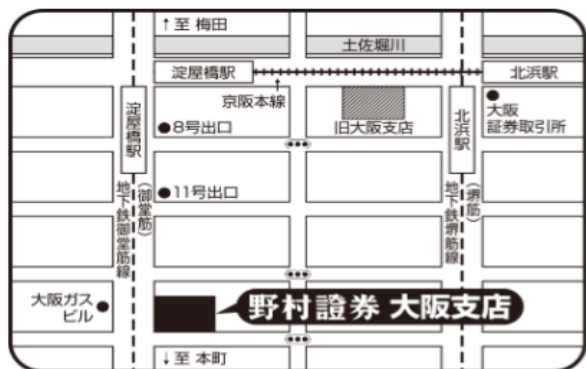 ↑至 梅田
土佐堀川
淀屋橋駅
北浜駅
京阪本線
旧大阪支店
大阪
証券取引所
淀屋橋駅
8号出口
北浜駅
11号出口
(御堂筋)
地下鉄御堂筋線
(堺筋)
地下鉄堺筋線
大阪ガス
ビル
野村證券 大阪支店
↓至 本町